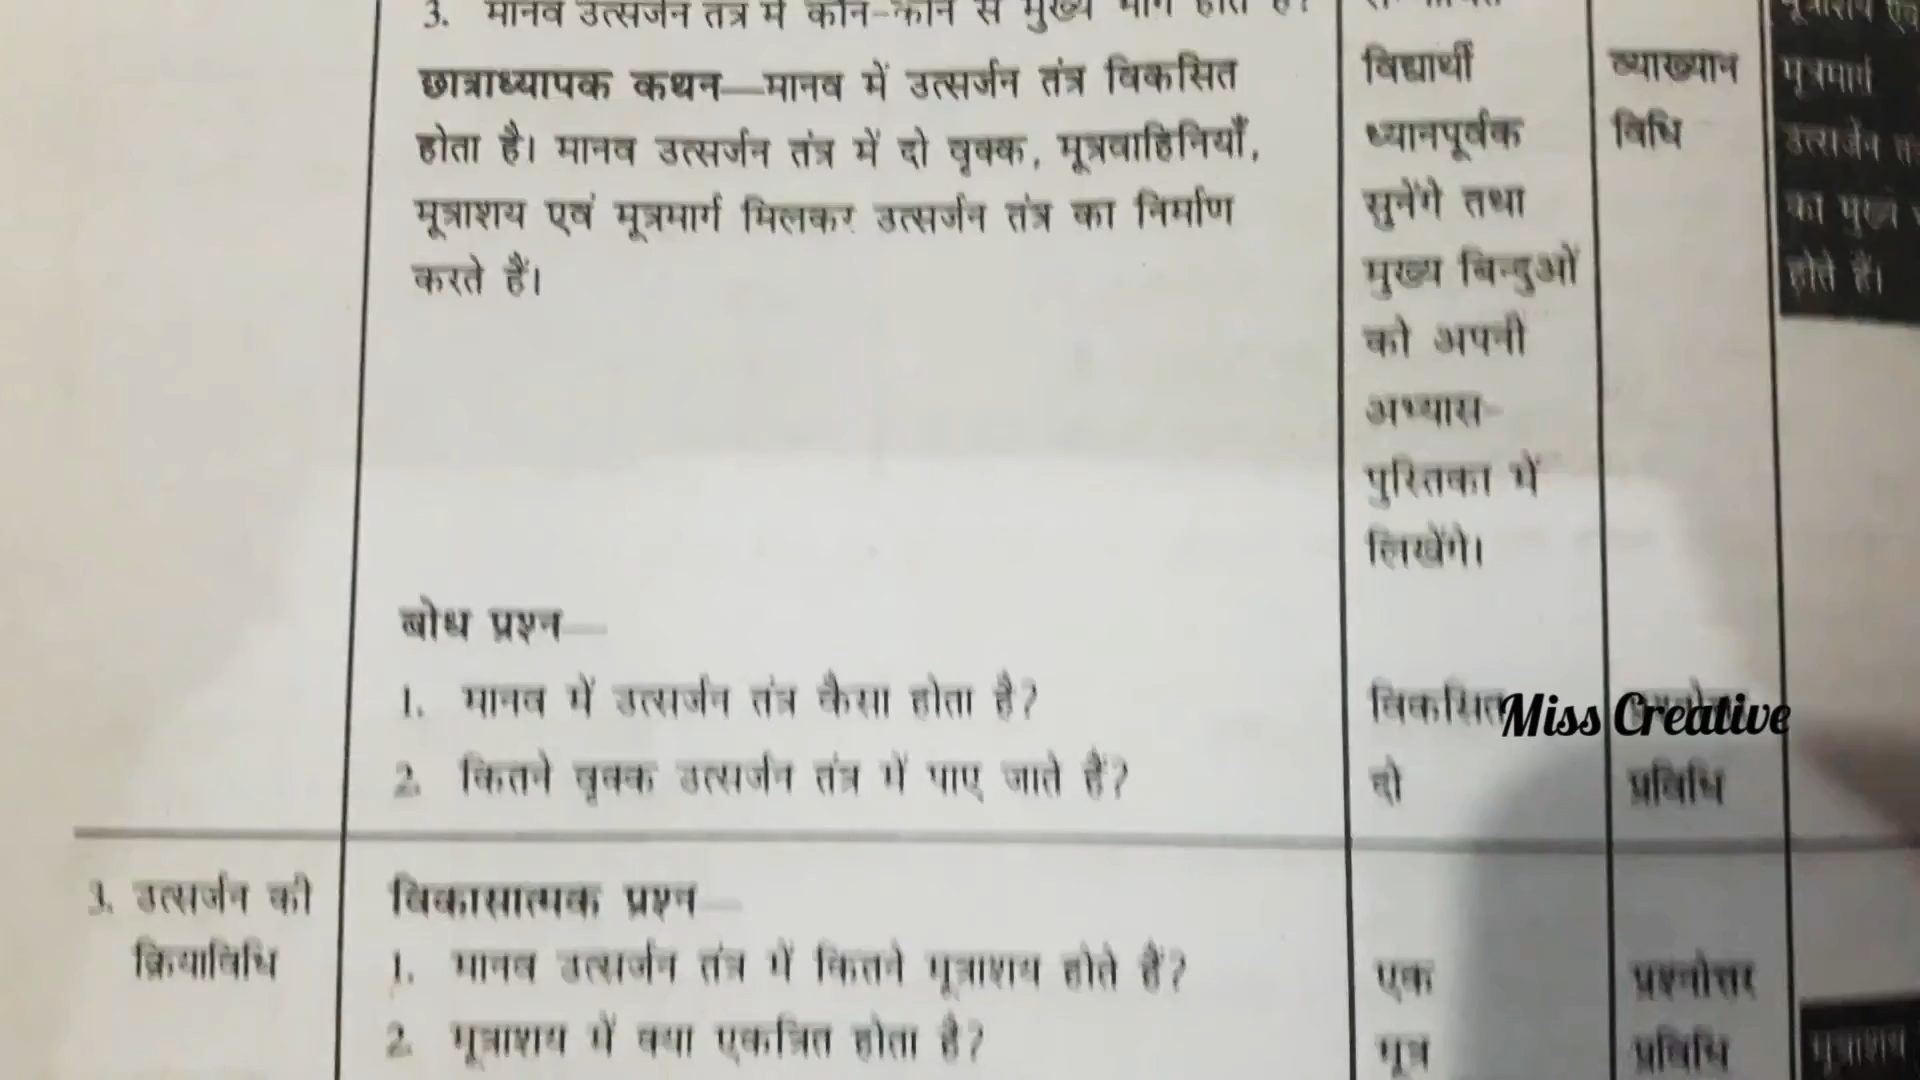 3. मानव उत्सर्जन तंत्र में कौन-कौन से मुख्य भाग होते हैं?
छात्राध्यापक कथन—मानव में उत्सर्जन तंत्र विकसित
होता है। मानव उत्सर्जन तंत्र में दो वृक्क, मूत्रवाहिनियाँ,
मूत्राशय एवं मूत्रमार्ग मिलकर उत्सर्जन तंत्र का निर्माण
करते हैं।
बोध प्रश्न—
1. मानव में उत्सर्जन तंत्र कैसा होता है?
2. कितने वृक्क उत्सर्जन तंत्र में पाए जाते हैं?
विद्यार्थी
ध्यानपूर्वक
सुनेंगे तथा
मुख्य बिन्दुओं
को अपनी
अभ्यास-
पुस्तिका में
लिखेंगे।
विकसित
दो
व्याख्यान
विधि
प्रविधि
मूत्राशय एवं
मूत्रमार्ग
उत्सर्जन
का मुख्य
होते हैं।
Miss Creative
3. उत्सर्जन की
क्रियाविधि
विकासात्मक प्रश्न—
1. मानव उत्सर्जन तंत्र में कितने मूत्राशय होते हैं?
2. मूत्राशय में क्या एकत्रित होता है?
एक
मूत्र
प्रश्नोत्तर
प्रविधि
मूत्राशय